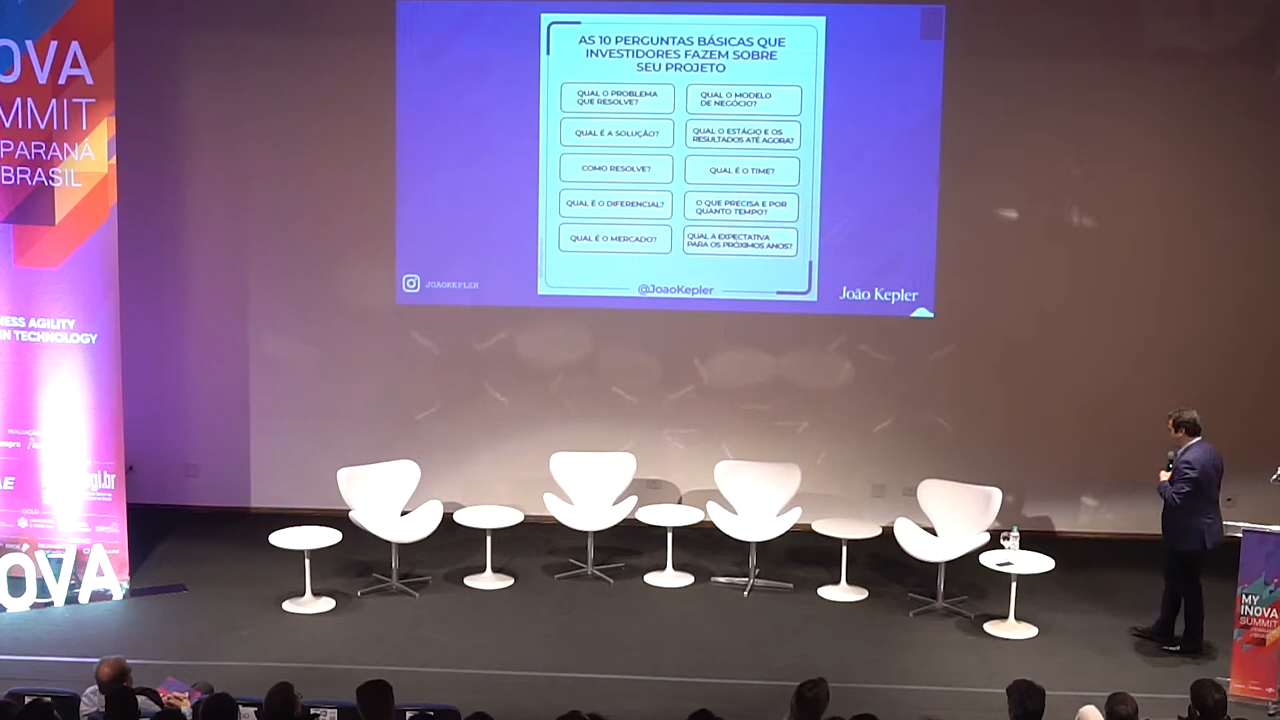 OVA
MMIT
PARANÁ
BRASIL
NESS AGILITY
IN TECHNOLOGY
OVA
AS 10 PERGUNTAS BÁSICAS QUE
INVESTIDORES FAZEM SOBRE
SEU PROJETO
QUAL O PROBLEMA
QUE RESOLVE?
QUAL É A SOLUÇÃO?
COMO RESOLVE?
QUAL É O DIFERENCIAL?
QUAL É O MERCADO?
QUAL O MODELO
DE NEGÓCIO?
QUAL O ESTÁGIO E OS
RESULTADOS ATÉ AGORA?
QUAL É O TIME?
O QUE PRECISA E POR
QUANTO TEMPO?
QUAL A EXPECTATIVA
PARA OS PRÓXIMOS ANOS?
@JoaoKepler
JOAOKEPLER
João Kepler
MY
INOVA
SUMMIT